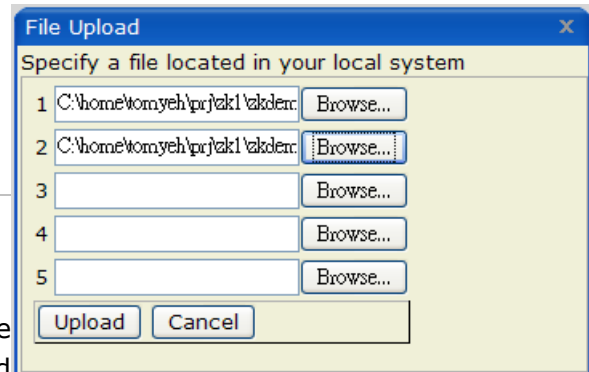 File Upload x
Specify a file located in your local system
1 C:\home\tomyeh\prj\zk1\zkdem Browse...
2 C:\home\tomyeh\prj\zk1\zkdem Browse...
3 Browse...
4 Browse...
5 Browse...
Upload Cancel
e
d